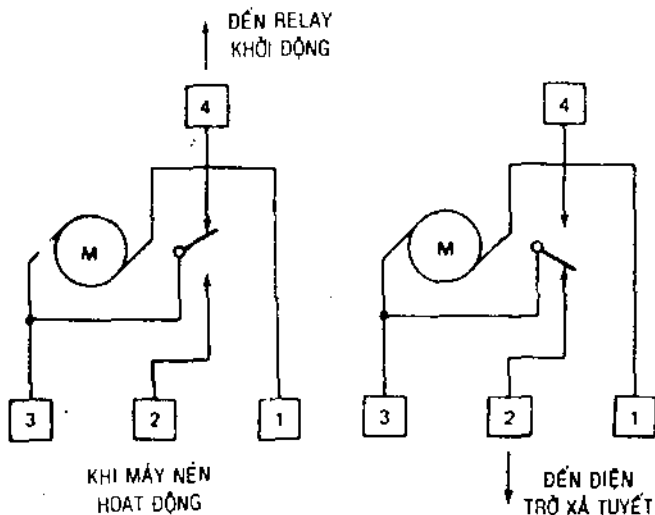 ĐẾN RELAY
KHỞI ĐỘNG
4
M
3
2
1
KHI MÁY NÉN
HOẠT ĐỘNG
4
M
3
2
1
ĐẾN ĐIỆN
TRỞ XẢ TUYẾT